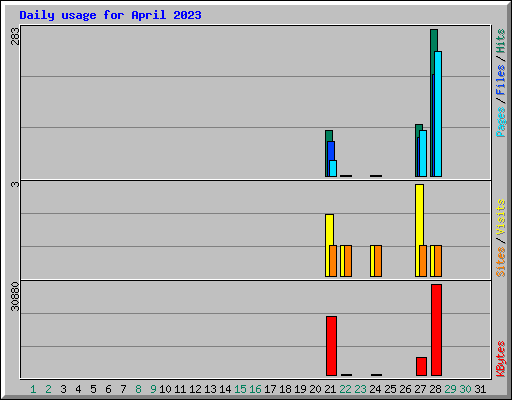 Daily usage for April 2023
283
Pages/Files/Hits
3
Sites/Visits
30880
KBytes
1 2 3 4 5 6 7 8 9 10 11 12 13 14 15 16 17 18 19 20 21 22 23 24 25 26 27 28 29 30 31